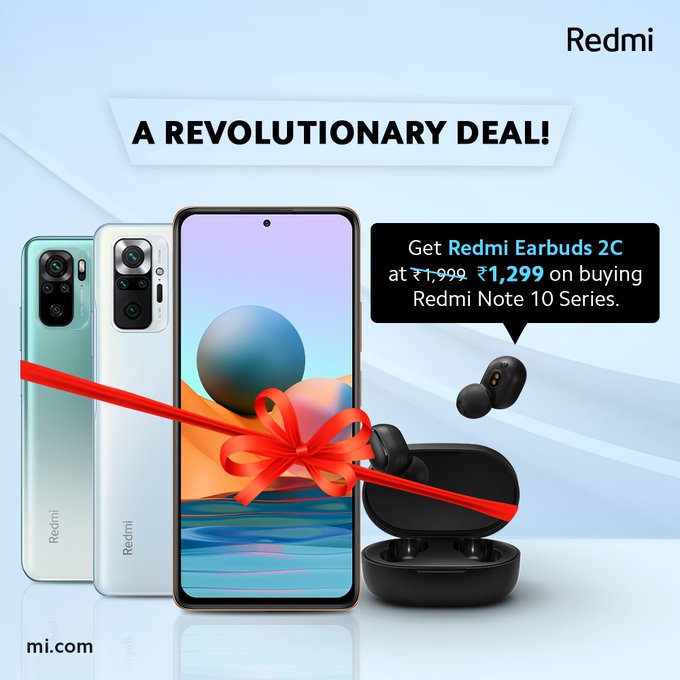 Redmi
A REVOLUTIONARY DEAL!
Get Redmi Earbuds 2C
at ₹1,999 ₹1,299 on buying
Redmi Note 10 Series.
Redmi
Redmi
mi.com